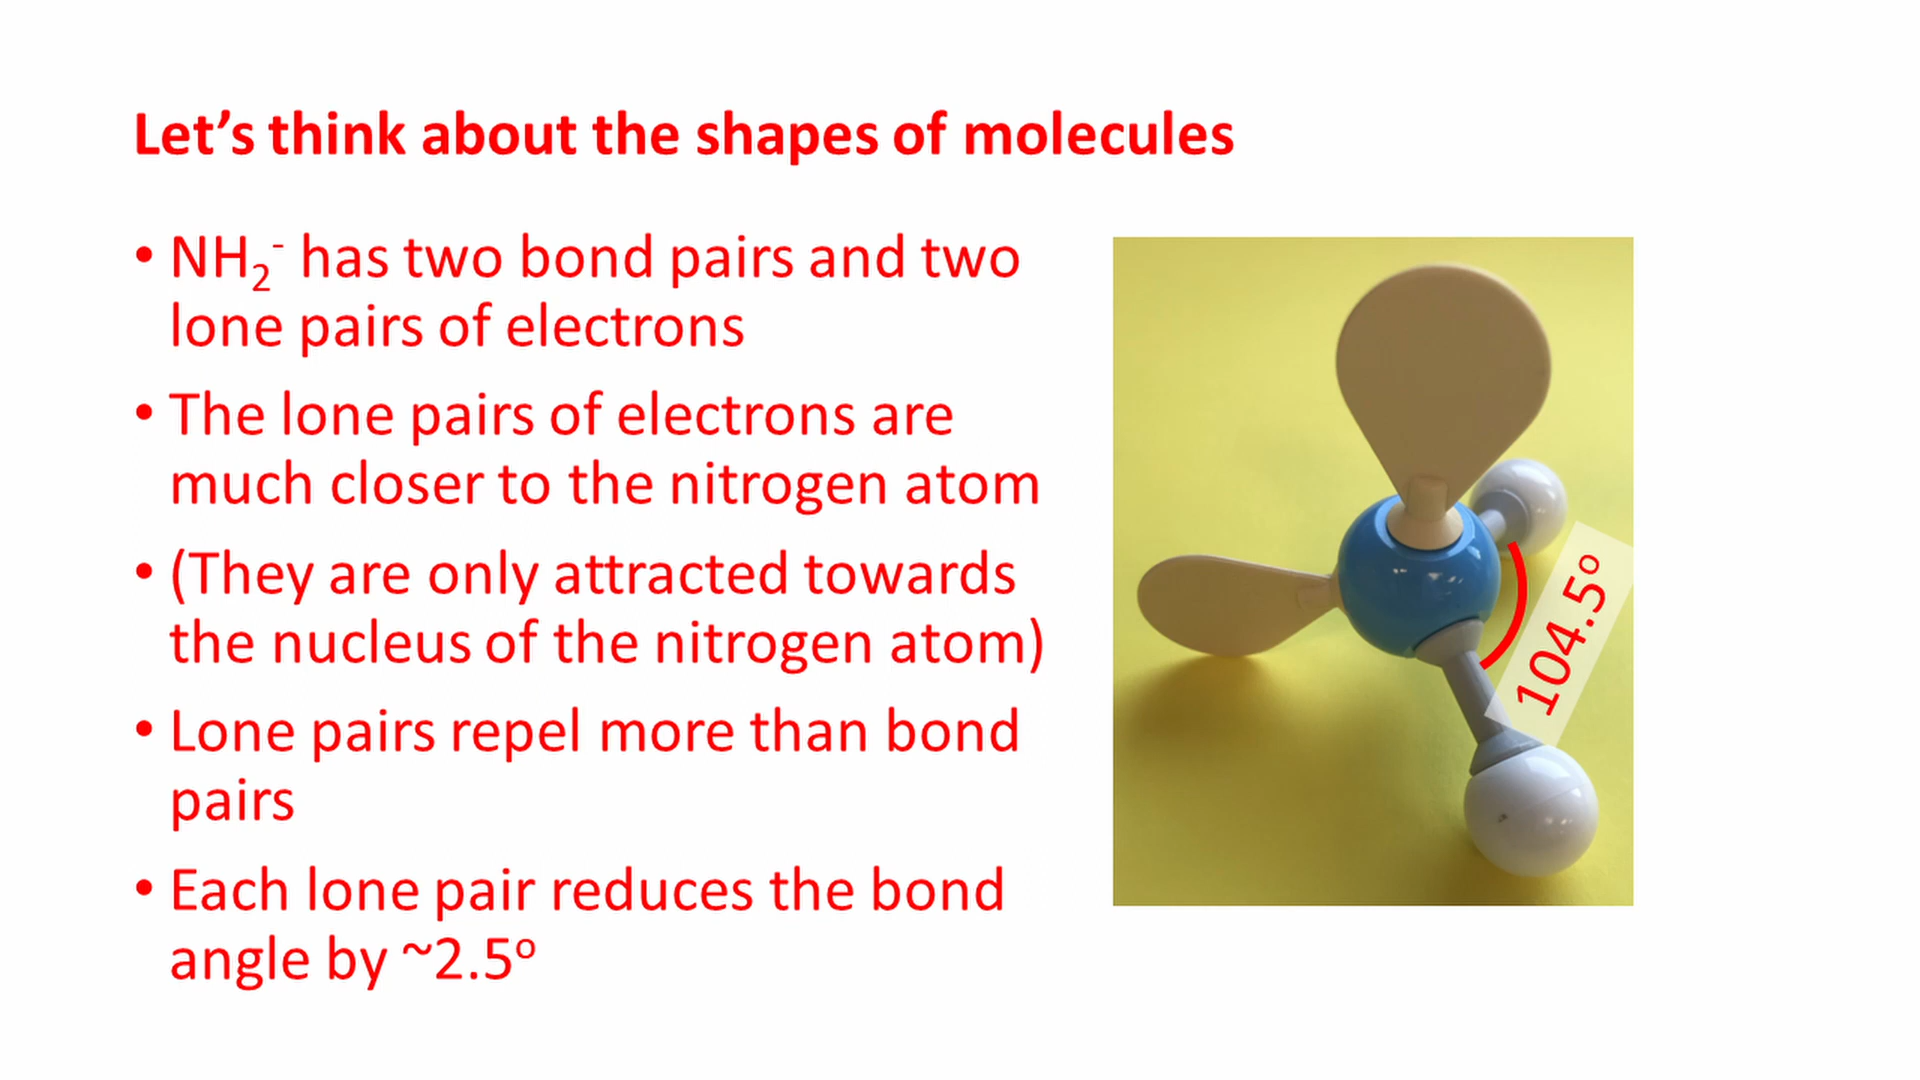 Let’s think about the shapes of molecules
• NH₂⁻ has two bond pairs and two
lone pairs of electrons
• The lone pairs of electrons are
much closer to the nitrogen atom
• (They are only attracted towards
the nucleus of the nitrogen atom)
• Lone pairs repel more than bond
pairs
• Each lone pair reduces the bond
angle by ~2.5º
104.5º